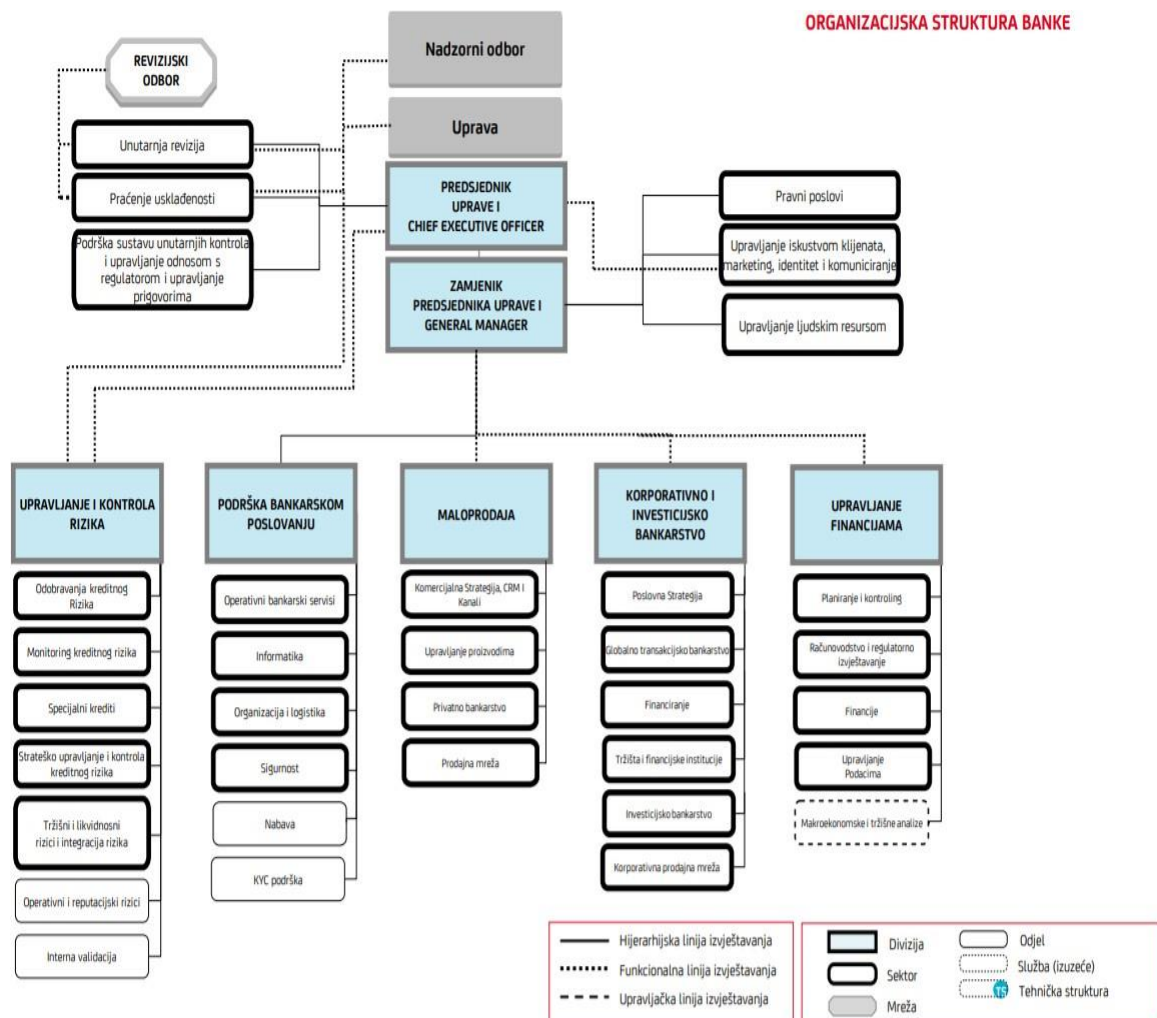 ORGANIZACIJSKA STRUKTURA BANKE
REVIZIJSKI
ODBOR
Nadzorni odbor
Uprava
Unutarnja revizija
Praćenje usklađenosti
Podrška sustavu unutarnjih kontrola
i upravljanje odnosom s
regulatorom i upravljanje
prigovorima
PREDSJEDNIK
UPRAVE I
CHIEF EXECUTIVE OFFICER
ZAMJENIK
PREDSJEDNIKA UPRAVE I
GENERAL MANAGER
Pravni poslovi
Upravljanje iskustvom klijenata,
marketing, identitet i komuniciranje
Upravljanje ljudskim resursom
UPRAVLJANJE I KONTROLA
RIZIKA
Odobravanja kreditnog
Rizika
Monitoring kreditnog rizika
Specijalni krediti
Strateško upravljanje i kontrola
kreditnog rizika
Tržišni i likvidnosni
rizici i integracija rizika
Operativni i reputacijski rizici
Interna validacija
PODRŠKA BANKARSKOM
POSLOVANJU
Operativni bankarski servisi
Informatika
Organizacija i logistika
Sigurnost
Nabava
KYC podrška
MALOPRODAJA
Komercijalna Strategija, CRM I
Kanali
Upravljanje proizvodima
Privatno bankarstvo
Prodajna mreža
KORPORATIVNO I
INVESTICIJSKO
BANKARSTVO
Poslovna Strategija
Globalno transakcijsko bankarstvo
Financiranje
Tržišta i financijske institucije
Investicijsko bankarstvo
Korporativna prodajna mreža
UPRAVLJANJE
FINANCIJAMA
Planiranje i kontroling
Računovodstvo i regulatorno
izvještavanje
Financije
Upravljanje
Podacima
Makroekonomske i tržišne analize
Hijerarhijska linija izvještavanja
Funkcionalna linija izvještavanja
Upravljačka linija izvještavanja
Divizija
Sektor
Mreža
Odjel
Služba (izuzeće)
TS Tehnička struktura